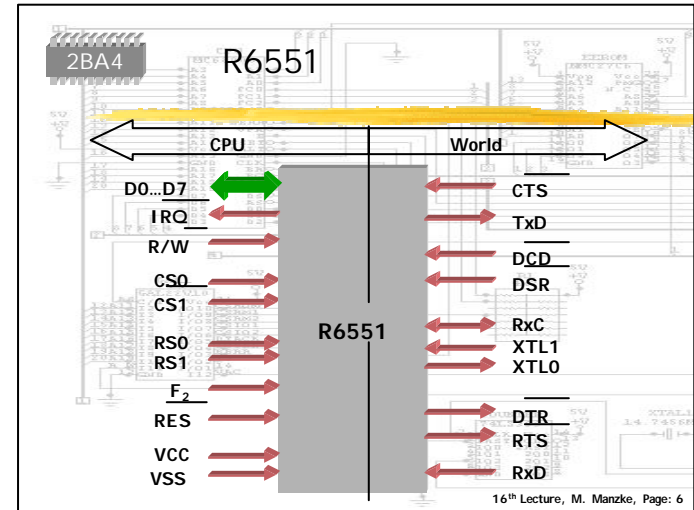 2BA4
R6551
CPU
World
D0...D7
IRQ
R/W
CS0
CS1
RS0
RS1
F2
RES
VCC
VSS
R6551
CTS
TxD
DCD
DSR
RxC
XTL1
XTL0
DTR
RTS
RxD
16th Lecture, M. Manzke, Page: 6